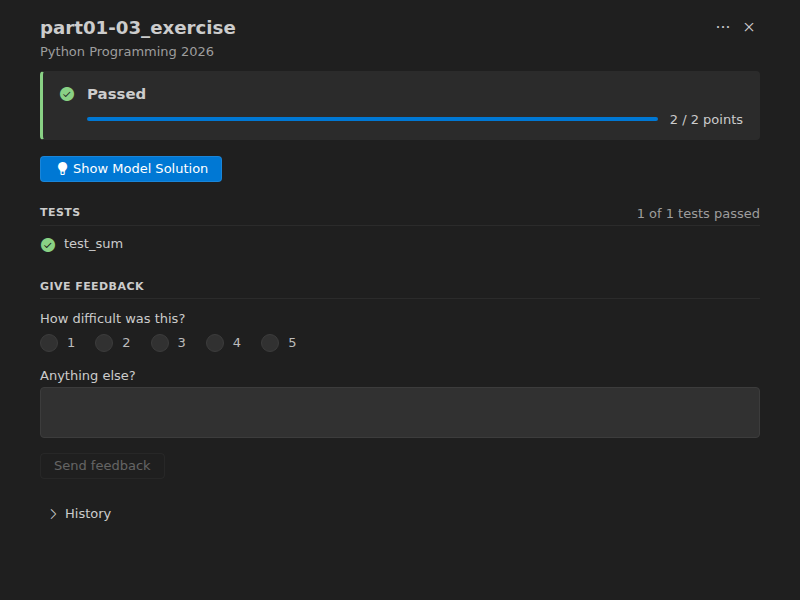 part01-03_exercise
Python Programming 2026
Passed
2 / 2 points
Show Model Solution
TESTS
1 of 1 tests passed
test_sum
GIVE FEEDBACK
How difficult was this?
1 2 3 4 5
Anything else?
Send feedback
History